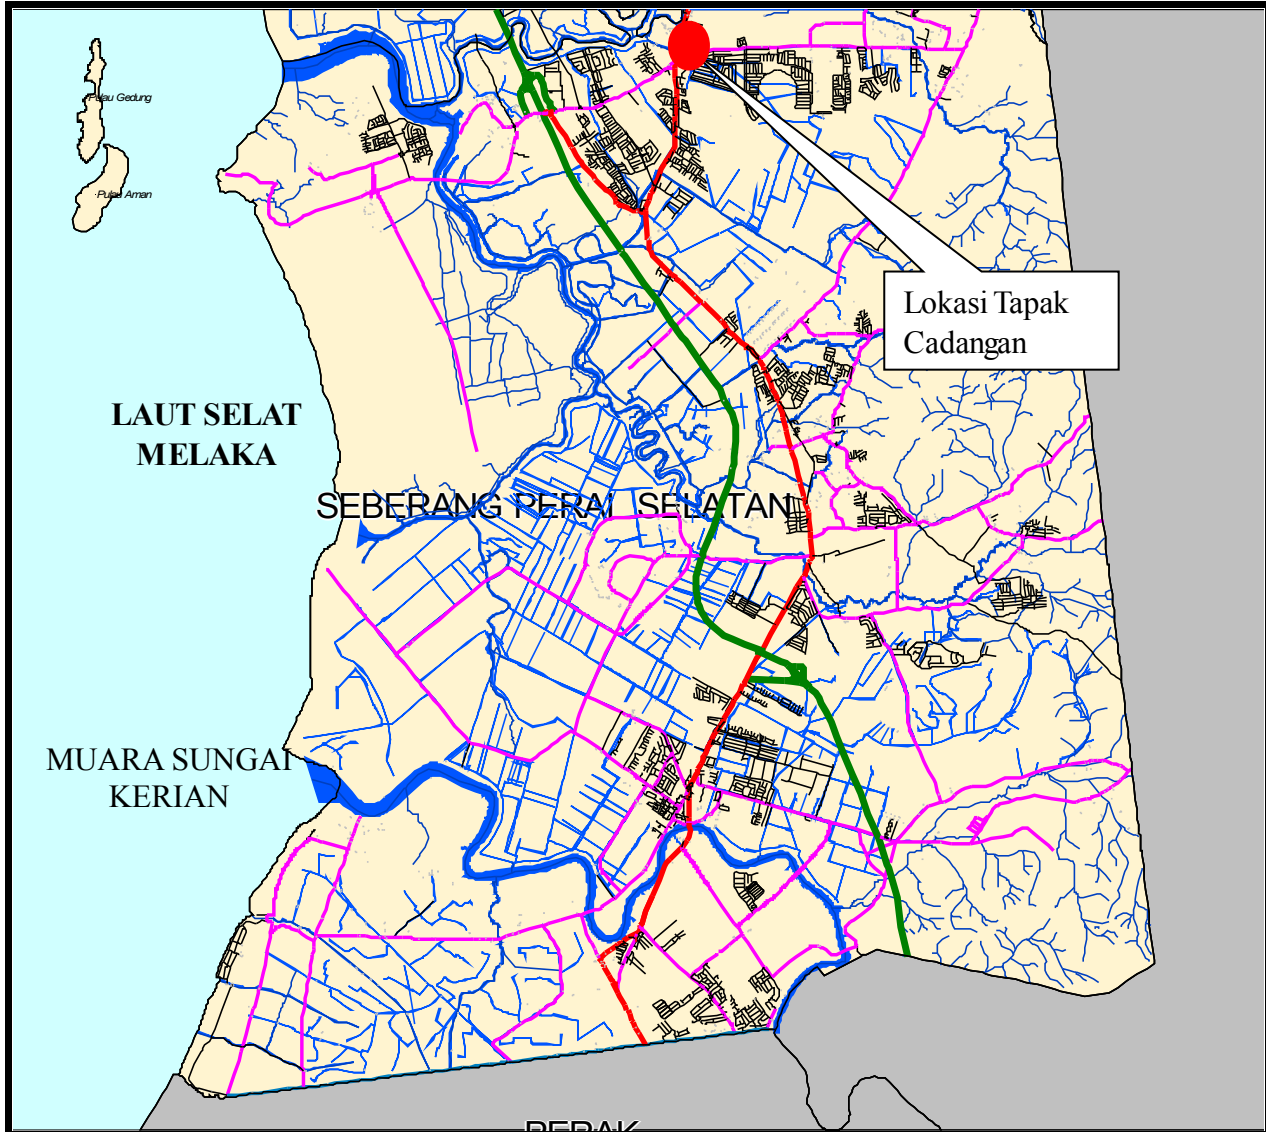 Pulau Gedung
Pulau Aman
Lokasi Tapak
Cadangan
LAUT SELAT
MELAKA
SEBERANG PERAI SELATAN
MUARA SUNGAI
KERIAN
PERAK